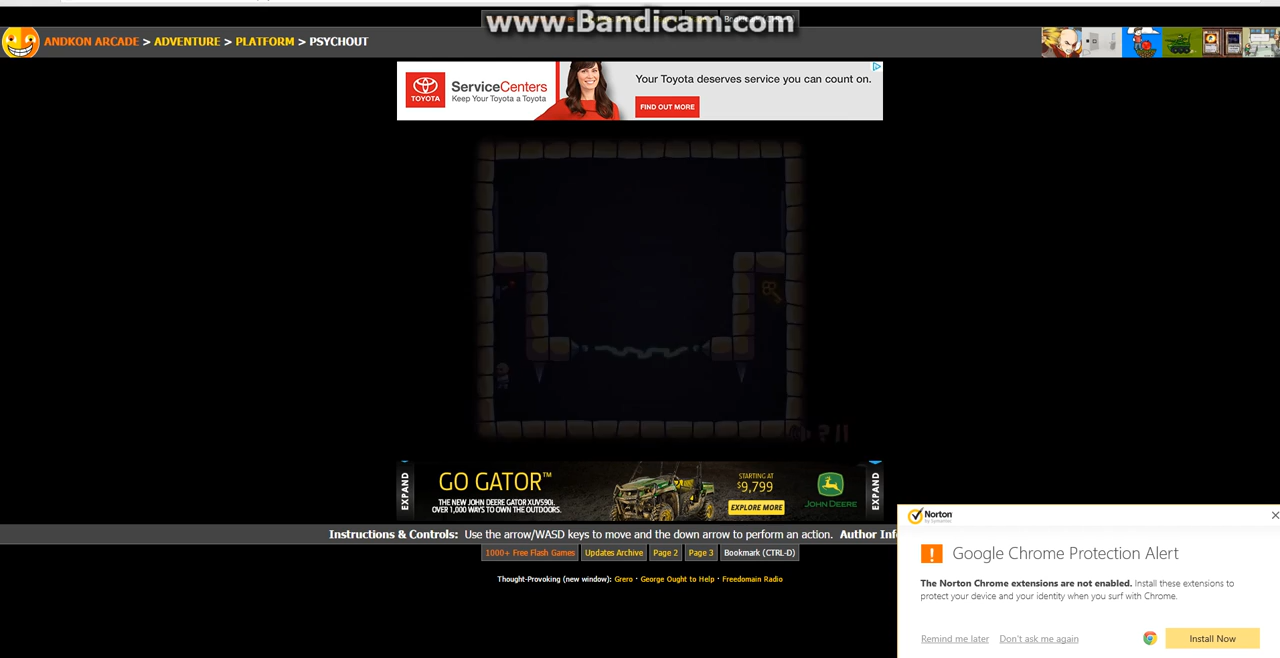 www.Bandicam.com
ANDKON ARCADE > ADVENTURE > PLATFORM > PSYCHOUT
TOYOTA
ServiceCenters
Keep Your Toyota a Toyota
Your Toyota deserves service you can count on.
FIND OUT MORE
EXPAND
GO GATOR™
THE NEW JOHN DEERE GATOR XUV590i.
OVER 1,000 WAYS TO OWN THE OUTDOORS.
STARTING AT
$9,799
EXPLORE MORE
JOHN DEERE
EXPAND
Instructions & Controls: Use the arrow/WASD keys to move and the down arrow to perform an action. Author Inf
1000+ Free Flash Games Updates Archive Page 2 Page 3 Bookmark (CTRL-D)
Thought-Provoking (new window): Grero · George Ought to Help · Freedomain Radio
Norton
by Symantec
Google Chrome Protection Alert
The Norton Chrome extensions are not enabled. Install these extensions to
protect your device and your identity when you surf with Chrome.
Remind me later Don't ask me again Install Now